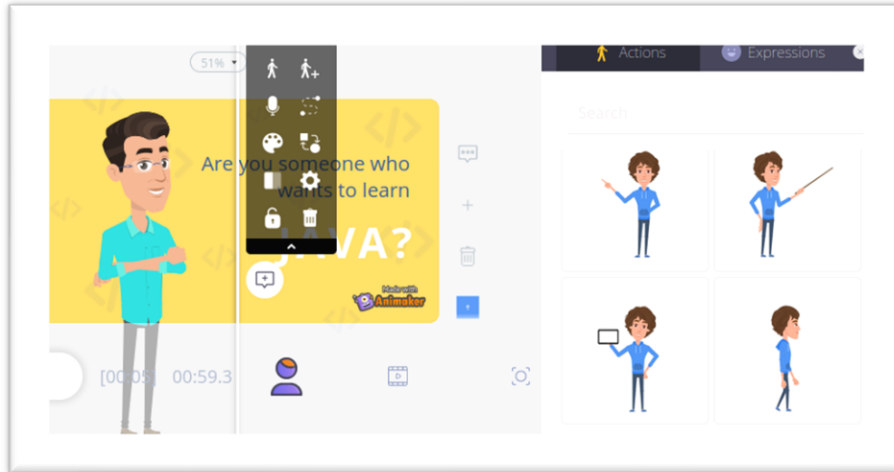 51%
Actions
Expressions
Search
Are you someone who
wants to learn
JAVA?
Made with
Animaker
[00:05] 00:59.3